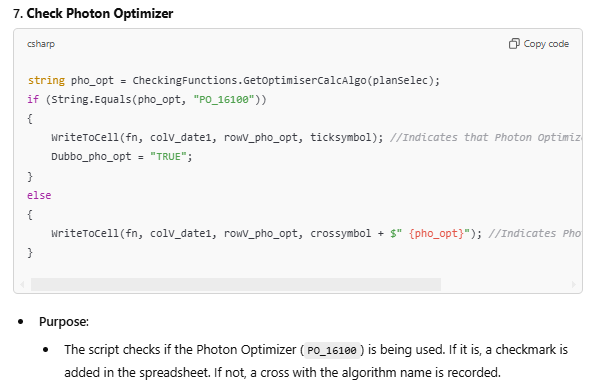 7. Check Photon Optimizer
csharp
Copy code
string pho_opt = CheckingFunctions.GetOptimiserCalcAlgo(planSelec);
if (String.Equals(pho_opt, "PO_16100"))
{
    WriteToCell(fn, colV_date1, rowV_pho_opt, ticksymbol); //Indicates that Photon Optimiz
    Dubbo_pho_opt = "TRUE";
}
else
{
    WriteToCell(fn, colV_date1, rowV_pho_opt, crossymbol + $" {pho_opt}"); //Indicates Pho
}
• Purpose:
• The script checks if the Photon Optimizer ( PO_16100 ) is being used. If it is, a checkmark is
added in the spreadsheet. If not, a cross with the algorithm name is recorded.